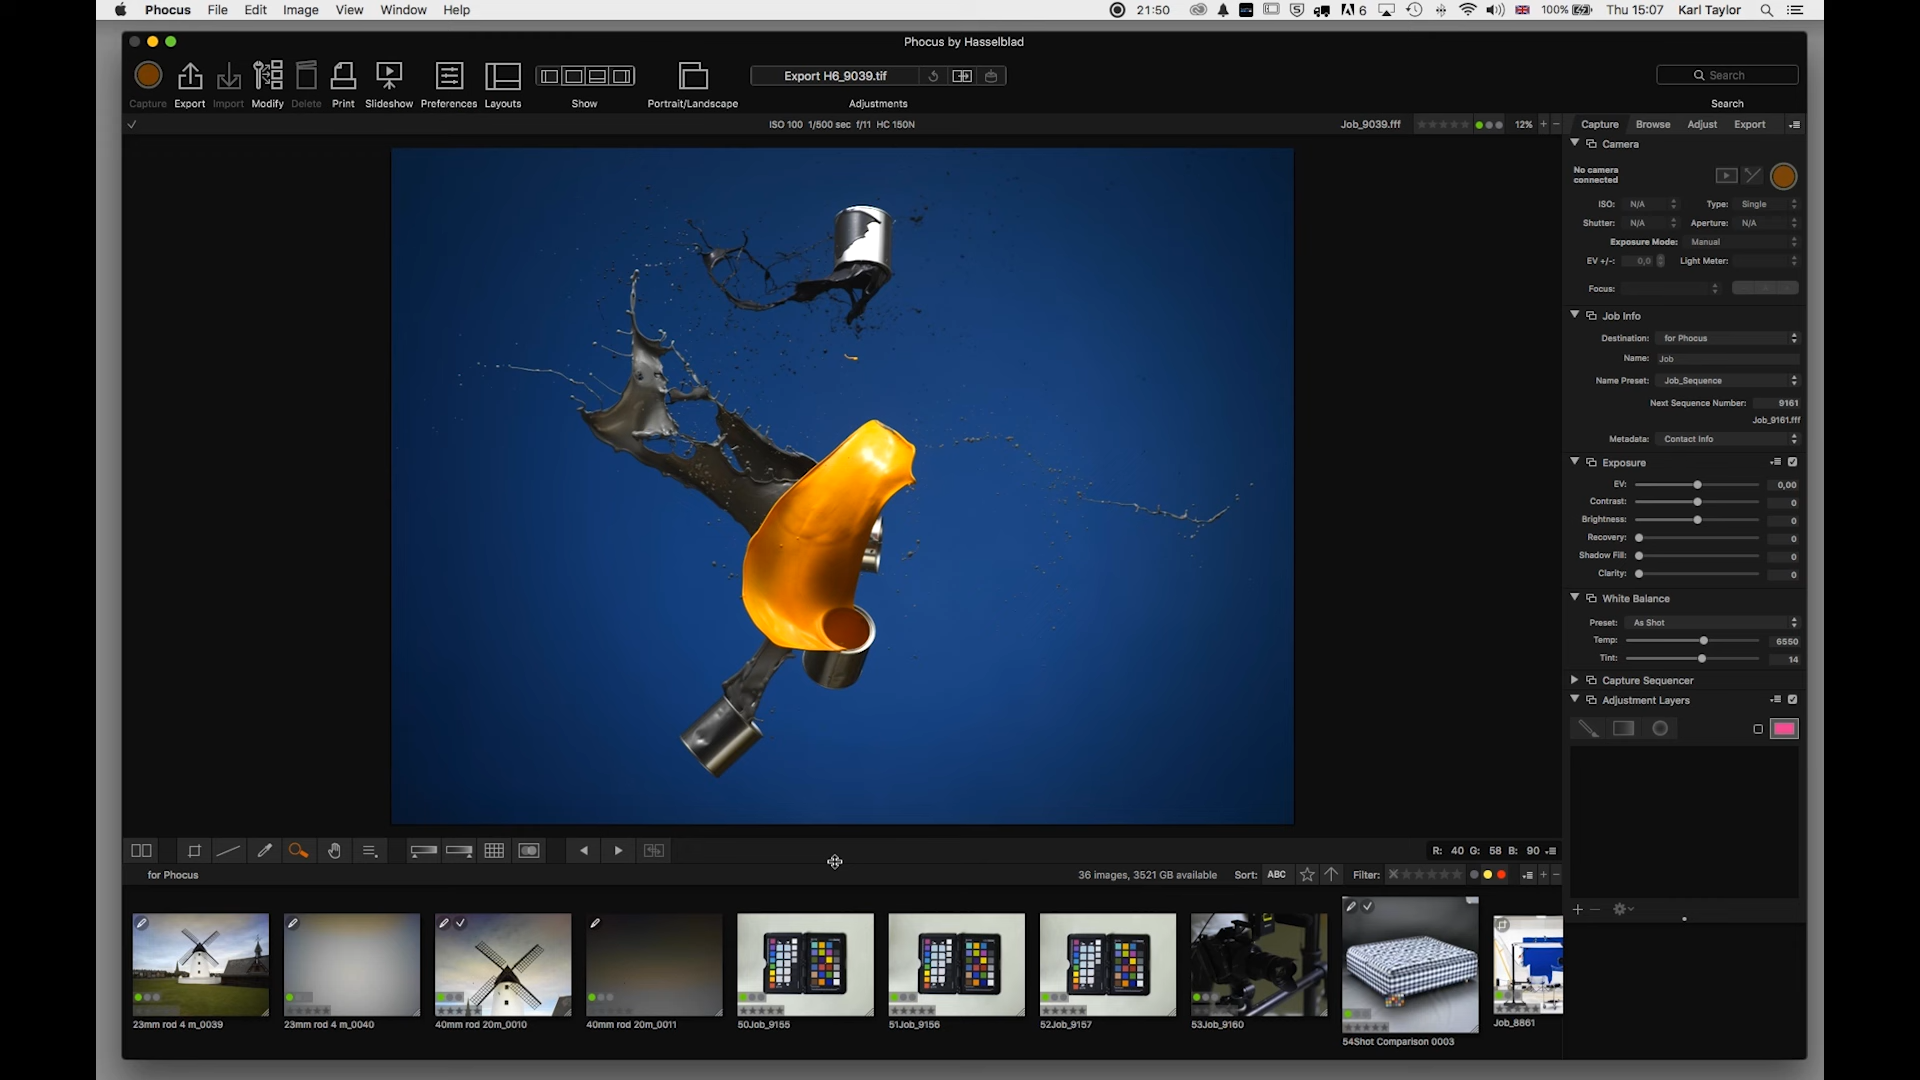 Phocus File Edit Image View Window Help
21:50 6 100% Thu 15:07 Karl Taylor
Phocus by Hasselblad
Export H6_9039.tif
Search
Capture Export Import Modify Delete Print Slideshow Preferences Layouts Show Portrait/Landscape Adjustments Search
ISO 100 1/500 sec f/11 HC 150N
Job_9039.fff
12%
Capture Browse Adjust Export
Camera
No camera
connected
ISO: N/A Type: Single
Shutter: N/A Aperture: N/A
Exposure Mode: Manual
EV +/-: 0,0 Light Meter:
Focus:
Job Info
Destination: for Phocus
Name: Job
Name Preset: Job_Sequence
Next Sequence Number: 9161
Job_9161.fff
Metadata: Contact Info
Exposure
EV: 0,00
Contrast: 0
Brightness: 0
Recovery: 0
Shadow Fill: 0
Clarity: 0
White Balance
Preset: As Shot
Temp: 6550
Tint: 14
Capture Sequencer
Adjustment Layers
R: 40 G: 58 B: 90
for Phocus
36 images, 3521 GB available Sort: ABC Filter:
23mm rod 4 m_0039
23mm rod 4 m_0040
40mm rod 20m_0010
40mm rod 20m_0011
50Job_9155
51Job_9156
52Job_9157
53Job_9160
54Shot Comparison 0003
Job_8861